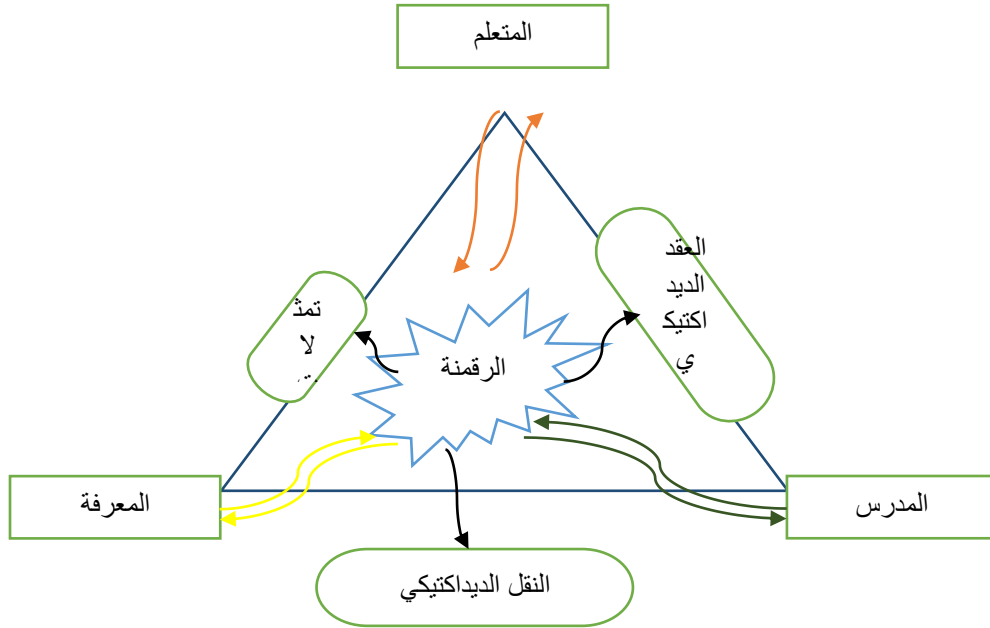 المتعلم
العقد
الديد
اكتيك
ي
تمث
لا
الرقمنة
المعرفة
المدرس
النقل الديداكتيكي